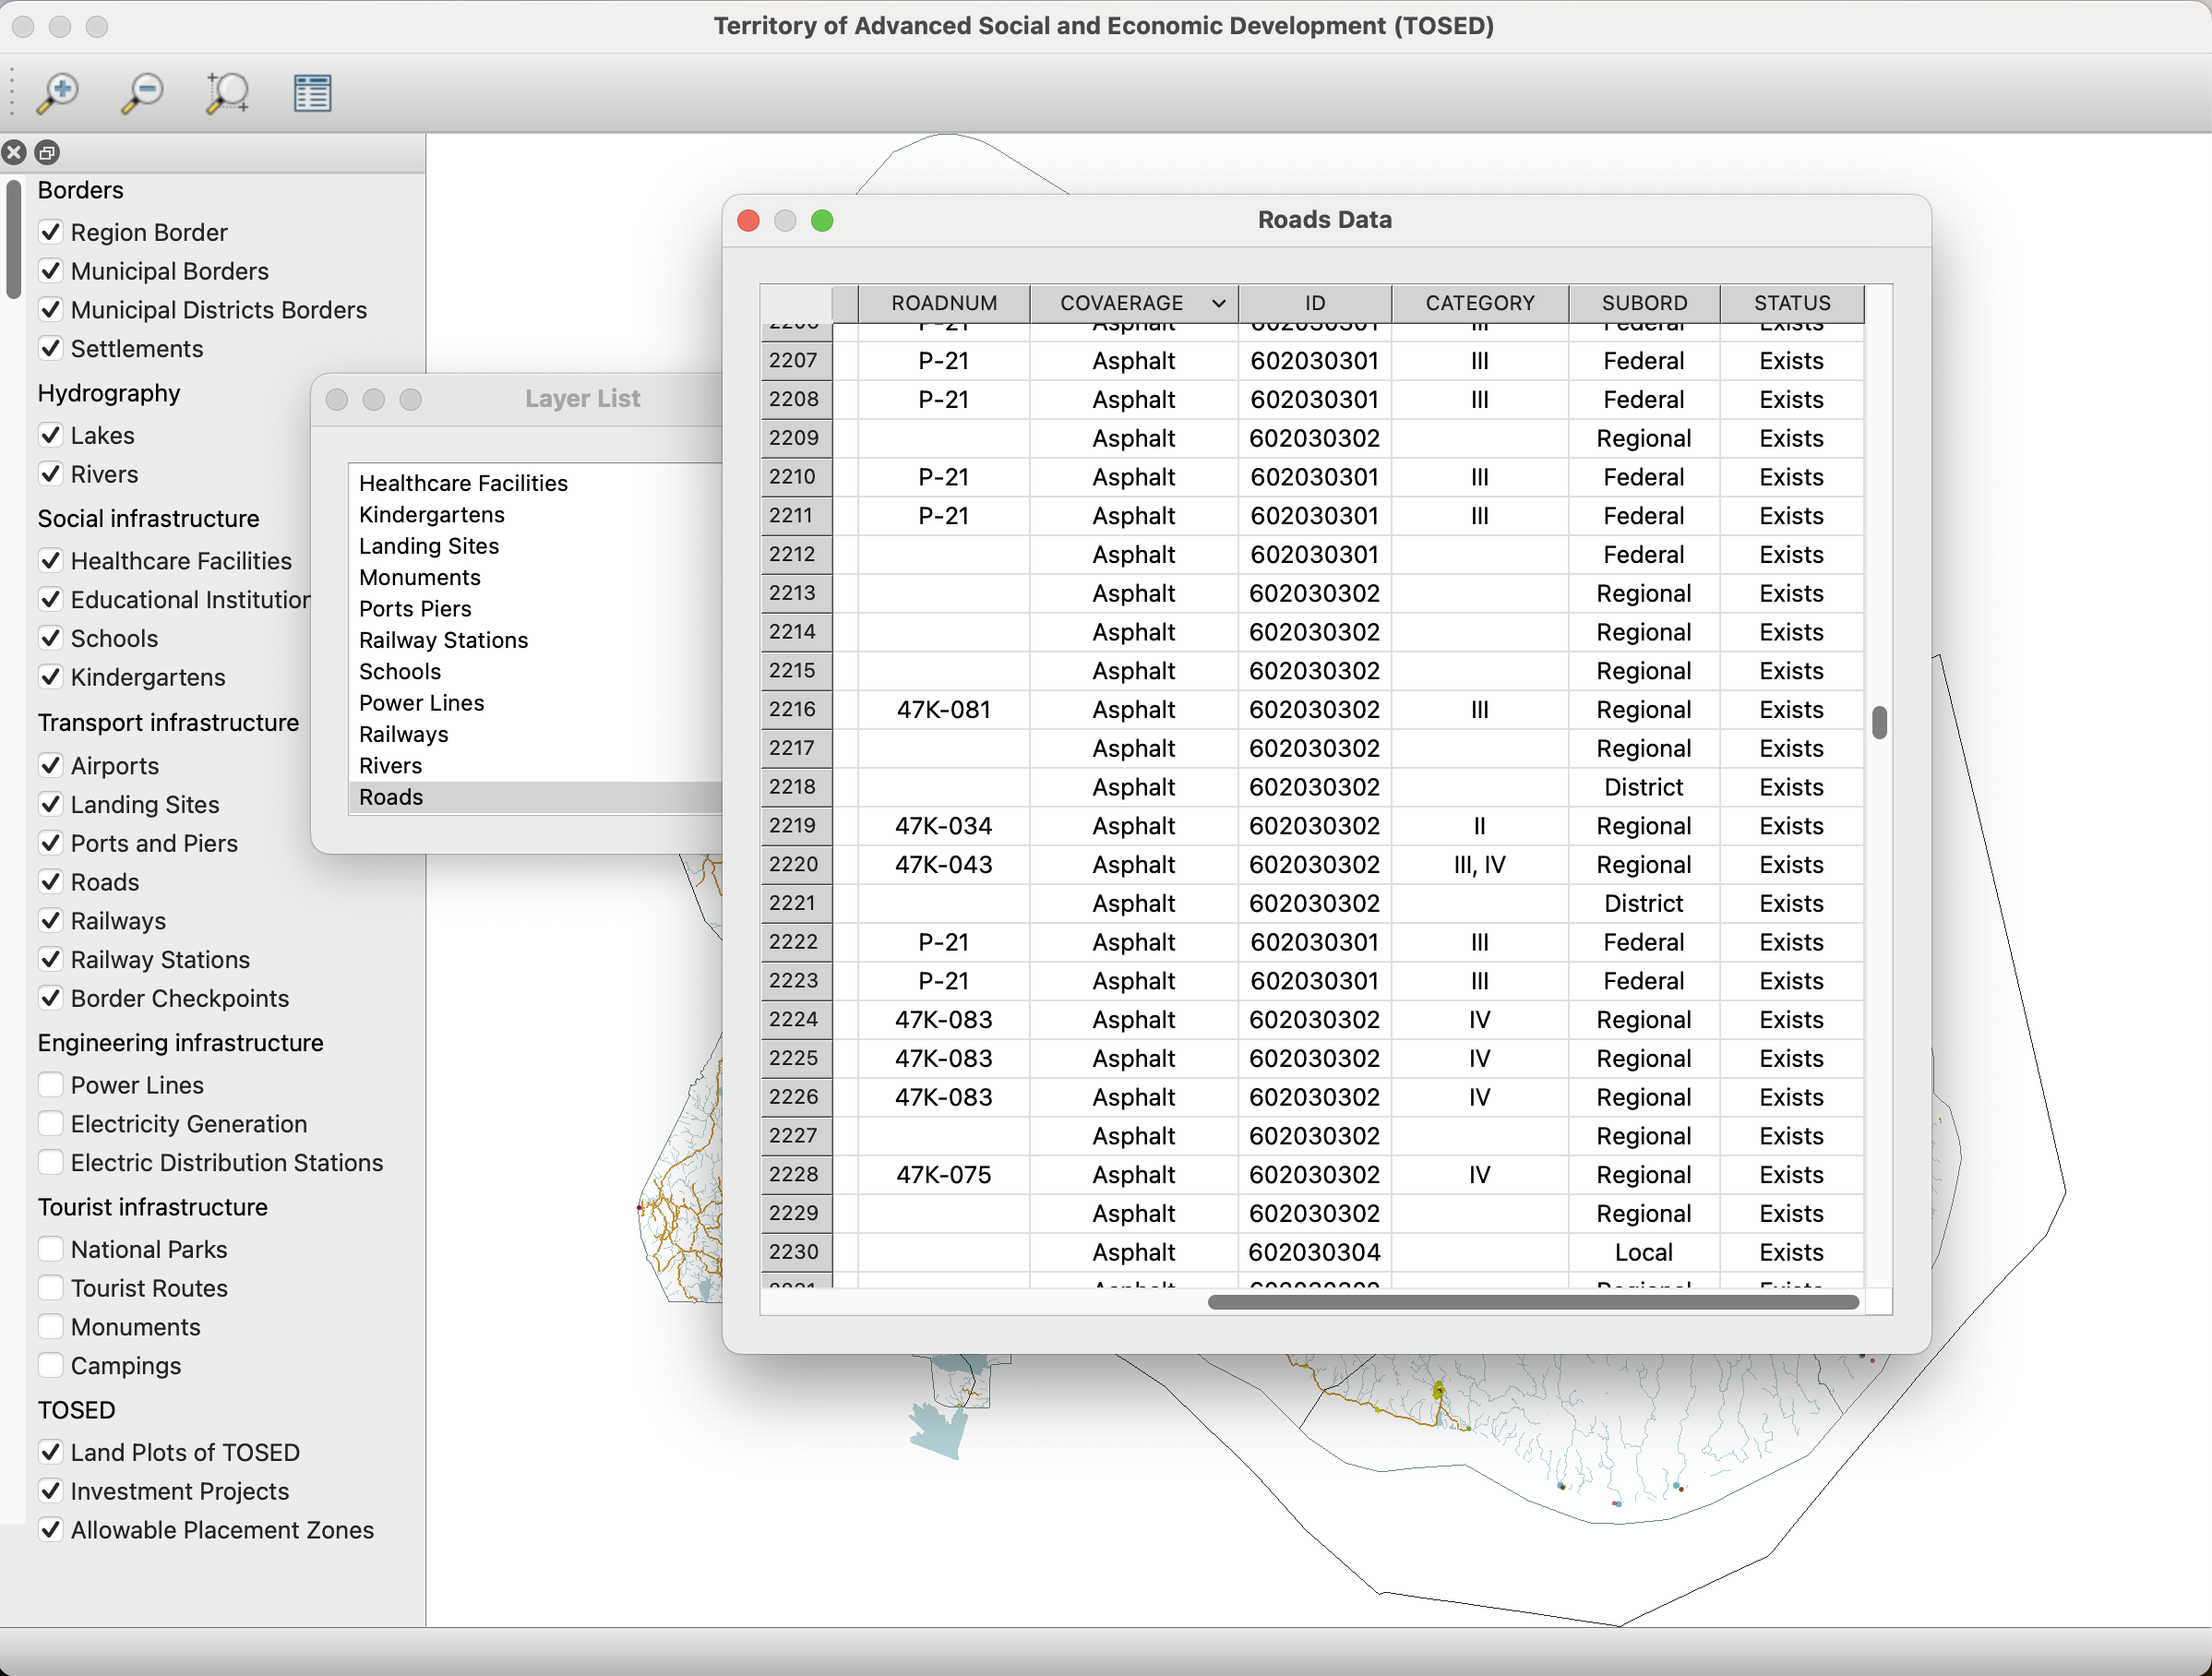 Territory of Advanced Social and Economic Development (TOSED)
Borders
Region Border
Municipal Borders
Municipal Districts Borders
Settlements
Hydrography
Lakes
Rivers
Social infrastructure
Healthcare Facilities
Educational Institution
Schools
Kindergartens
Transport infrastructure
Airports
Landing Sites
Ports and Piers
Roads
Railways
Railway Stations
Border Checkpoints
Engineering infrastructure
Power Lines
Electricity Generation
Electric Distribution Stations
Tourist infrastructure
National Parks
Tourist Routes
Monuments
Campings
TOSED
Land Plots of TOSED
Investment Projects
Allowable Placement Zones
Layer List
Healthcare Facilities
Kindergartens
Landing Sites
Monuments
Ports Piers
Railway Stations
Schools
Power Lines
Railways
Rivers
Roads
Roads Data
ROADNUM COVAERAGE ID CATEGORY SUBORD STATUS
2206 P-21 Asphalt 602030301 III Federal Exists
2207 P-21 Asphalt 602030301 III Federal Exists
2208 P-21 Asphalt 602030301 III Federal Exists
2209 Asphalt 602030302 Regional Exists
2210 P-21 Asphalt 602030301 III Federal Exists
2211 P-21 Asphalt 602030301 III Federal Exists
2212 Asphalt 602030301 Federal Exists
2213 Asphalt 602030302 Regional Exists
2214 Asphalt 602030302 Regional Exists
2215 Asphalt 602030302 Regional Exists
2216 47K-081 Asphalt 602030302 III Regional Exists
2217 Asphalt 602030302 Regional Exists
2218 Asphalt 602030302 District Exists
2219 47K-034 Asphalt 602030302 II Regional Exists
2220 47K-043 Asphalt 602030302 III, IV Regional Exists
2221 Asphalt 602030302 District Exists
2222 P-21 Asphalt 602030301 III Federal Exists
2223 P-21 Asphalt 602030301 III Federal Exists
2224 47K-083 Asphalt 602030302 IV Regional Exists
2225 47K-083 Asphalt 602030302 IV Regional Exists
2226 47K-083 Asphalt 602030302 IV Regional Exists
2227 Asphalt 602030302 Regional Exists
2228 47K-075 Asphalt 602030302 IV Regional Exists
2229 Asphalt 602030302 Regional Exists
2230 Asphalt 602030304 Local Exists
2231 Asphalt Regional Exists